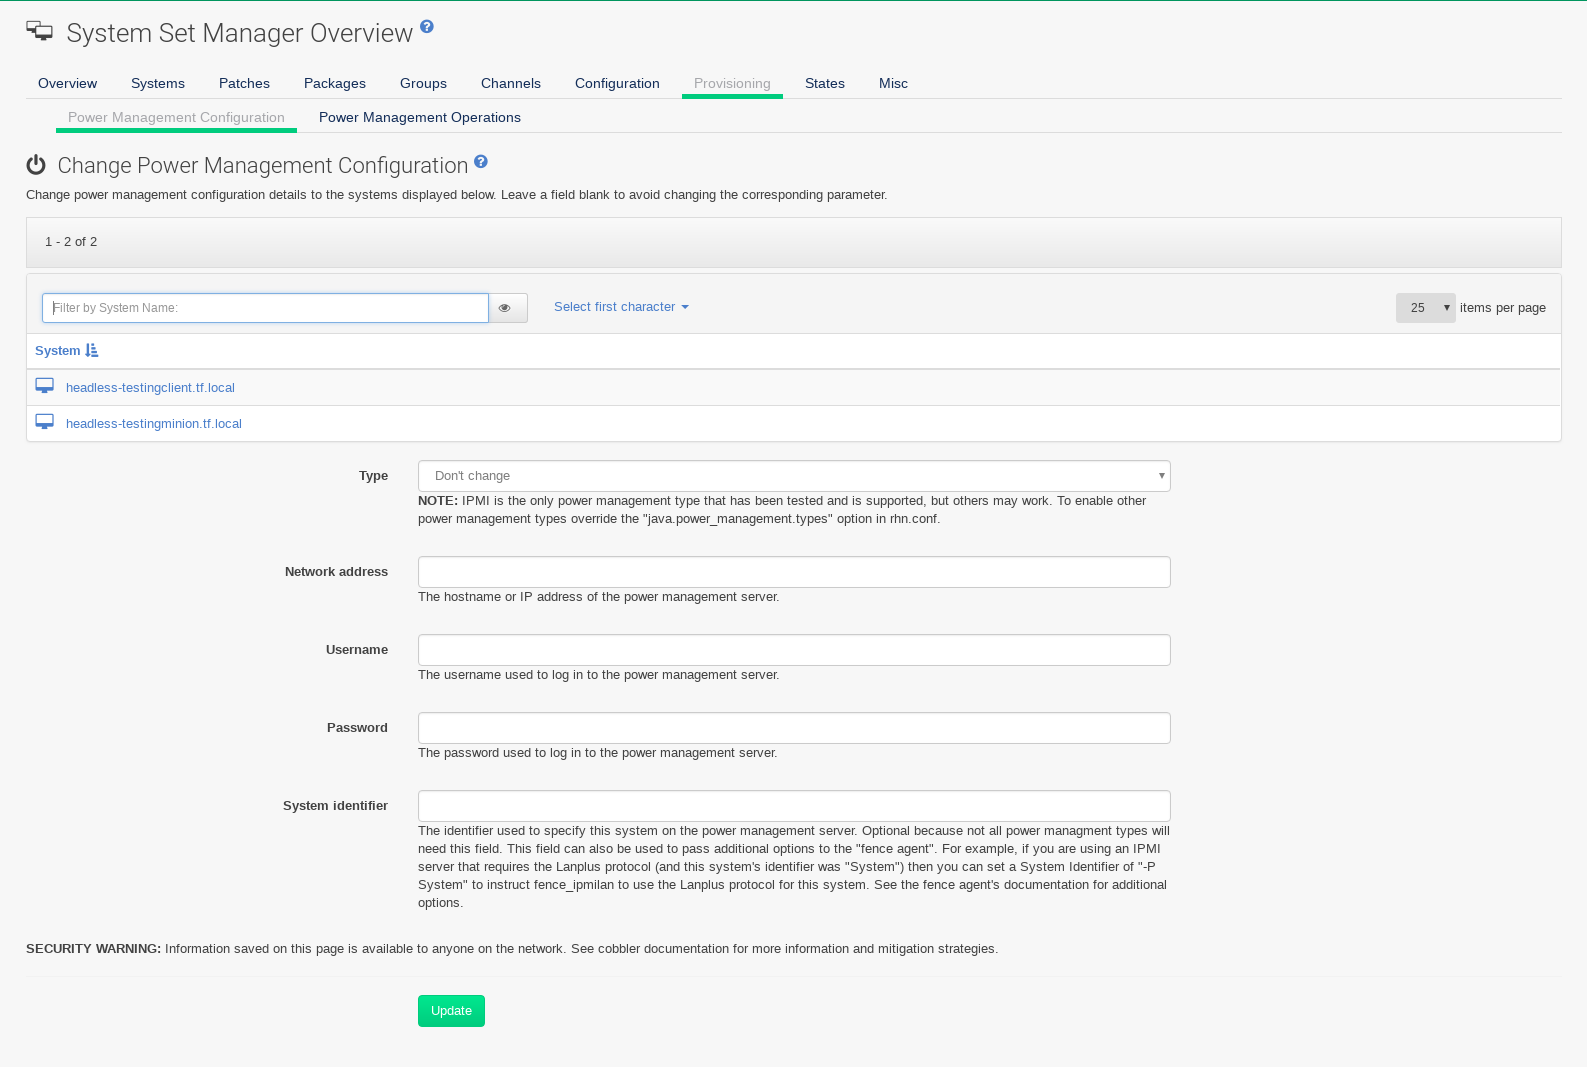 System Set Manager Overview ?
Overview Systems Patches Packages Groups Channels Configuration Provisioning States Misc
Power Management Configuration Power Management Operations
Change Power Management Configuration ?
Change power management configuration details to the systems displayed below. Leave a field blank to avoid changing the corresponding parameter.
1 - 2 of 2
Filter by System Name: Select first character 25 items per page
System
headless-testingclient.tf.local
headless-testingminion.tf.local
Type Don't change
NOTE: IPMI is the only power management type that has been tested and is supported, but others may work. To enable other
power management types override the "java.power_management.types" option in rhn.conf.
Network address
The hostname or IP address of the power management server.
Username
The username used to log in to the power management server.
Password
The password used to log in to the power management server.
System identifier
The identifier used to specify this system on the power management server. Optional because not all power managment types will
need this field. This field can also be used to pass additional options to the "fence agent". For example, if you are using an IPMI
server that requires the Lanplus protocol (and this system's identifier was "System") then you can set a System Identifier of "-P
System" to instruct fence_ipmilan to use the Lanplus protocol for this system. See the fence agent's documentation for additional
options.
SECURITY WARNING: Information saved on this page is available to anyone on the network. See cobbler documentation for more information and mitigation strategies.
Update